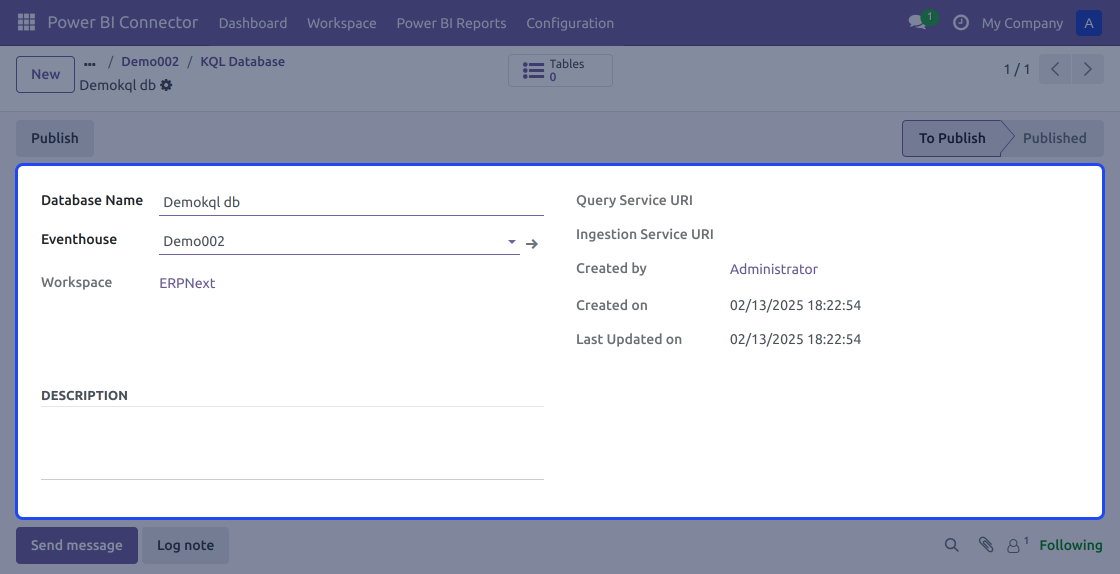 Power BI Connector Dashboard Workspace Power BI Reports Configuration 1 My Company A
New ... / Demo002 / KQL Database
Demokql db
Tables
0
1 / 1
Publish To Publish Published
Database Name Demokql db
Eventhouse Demo002
Workspace ERPNext
Query Service URI
Ingestion Service URI
Created by Administrator
Created on 02/13/2025 18:22:54
Last Updated on 02/13/2025 18:22:54
DESCRIPTION
Send message Log note 1 Following